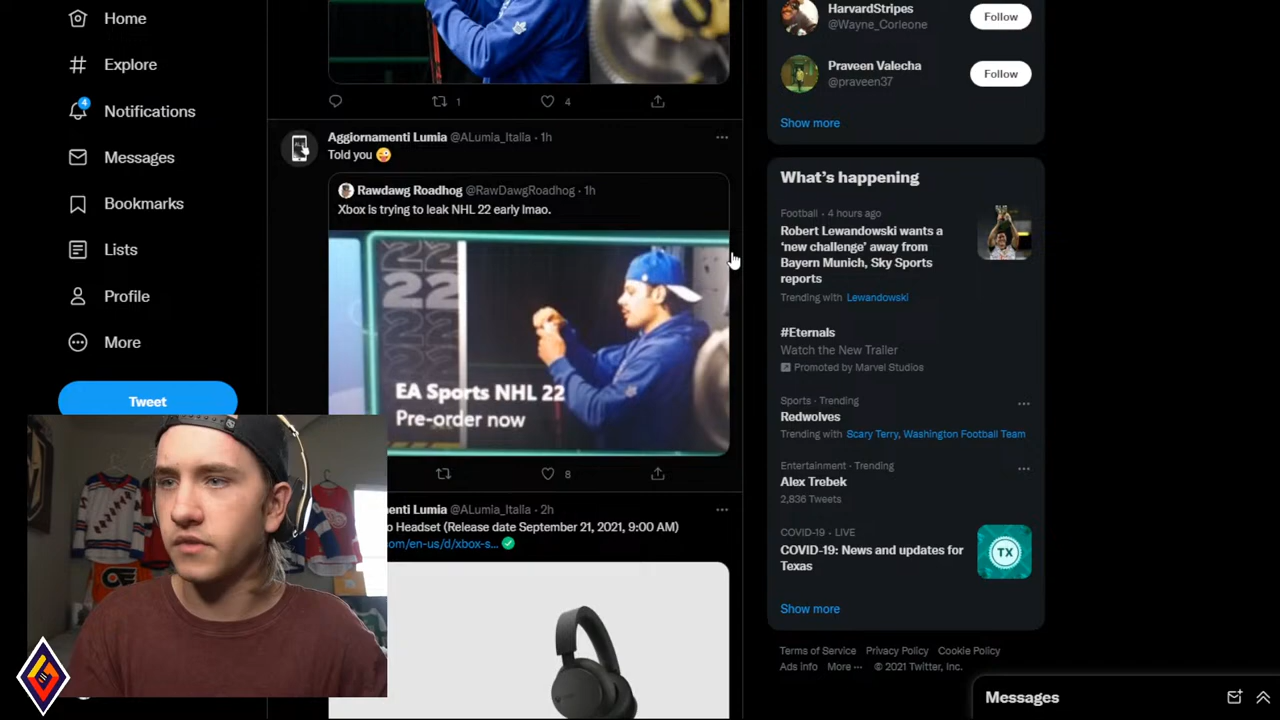 Home
Explore
4
Notifications
Messages
Bookmarks
Lists
Profile
More
Tweet
1
4
Aggiornamenti Lumia @ALumia_Italia · 1h
Told you 😜
Rawdawg Roadhog @RawDawgRoadhog · 1h
Xbox is trying to leak NHL 22 early lmao.
22
22
22
EA Sports NHL 22
Pre-order now
8
enti Lumia @ALumia_Italia · 2h
o Headset (Release date September 21, 2021, 9:00 AM)
com/en-us/d/xbox-s... ✅
HarvardStripes
@Wayne_Corleone
Follow
Praveen Valecha
@praveen37
Follow
Show more
What's happening
Football · 4 hours ago
Robert Lewandowski wants a
'new challenge' away from
Bayern Munich, Sky Sports
reports
Trending with Lewandowski
#Eternals
Watch the New Trailer
Promoted by Marvel Studios
Sports · Trending
Redwolves
Trending with Scary Terry, Washington Football Team
Entertainment · Trending
Alex Trebek
2,836 Tweets
COVID-19 · LIVE
COVID-19: News and updates for
Texas
TX
Show more
Terms of Service Privacy Policy Cookie Policy
Ads info More ··· © 2021 Twitter, Inc.
Messages